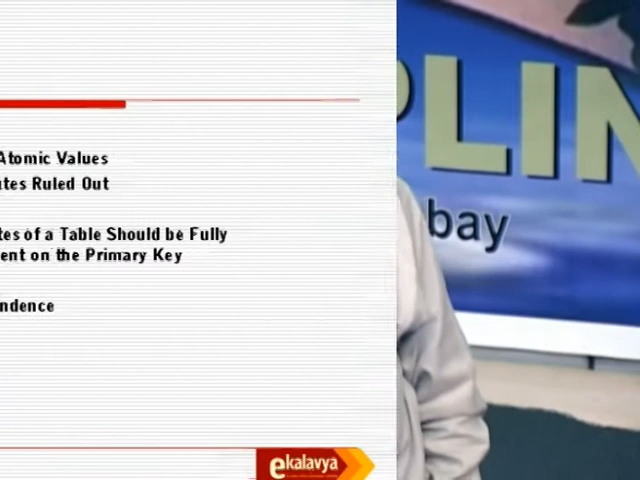 Atomic Values
utes Ruled Out
tes of a Table Should be Fully
ent on the Primary Key
ndence
ekalavya
PLIN
bay